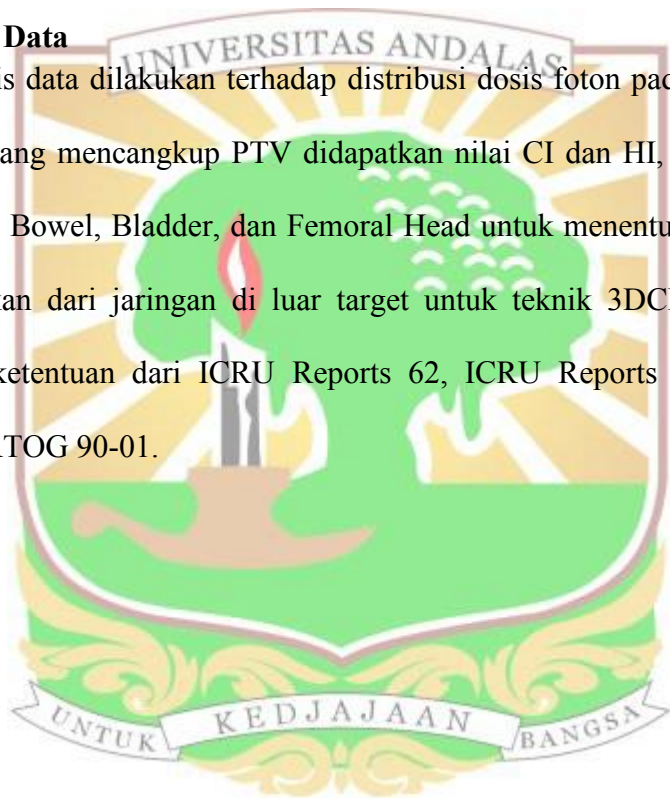 Data
UNIVERSITAS ANDALAS
is data dilakukan terhadap distribusi dosis foton pad
ang mencangkup PTV didapatkan nilai CI dan HI,
Bowel, Bladder, dan Femoral Head untuk menentu
kan dari jaringan di luar target untuk teknik 3DC
ketentuan dari ICRU Reports 62, ICRU Reports
RTOG 90-01.
UNTUK KEDJAJAAN BANGSA